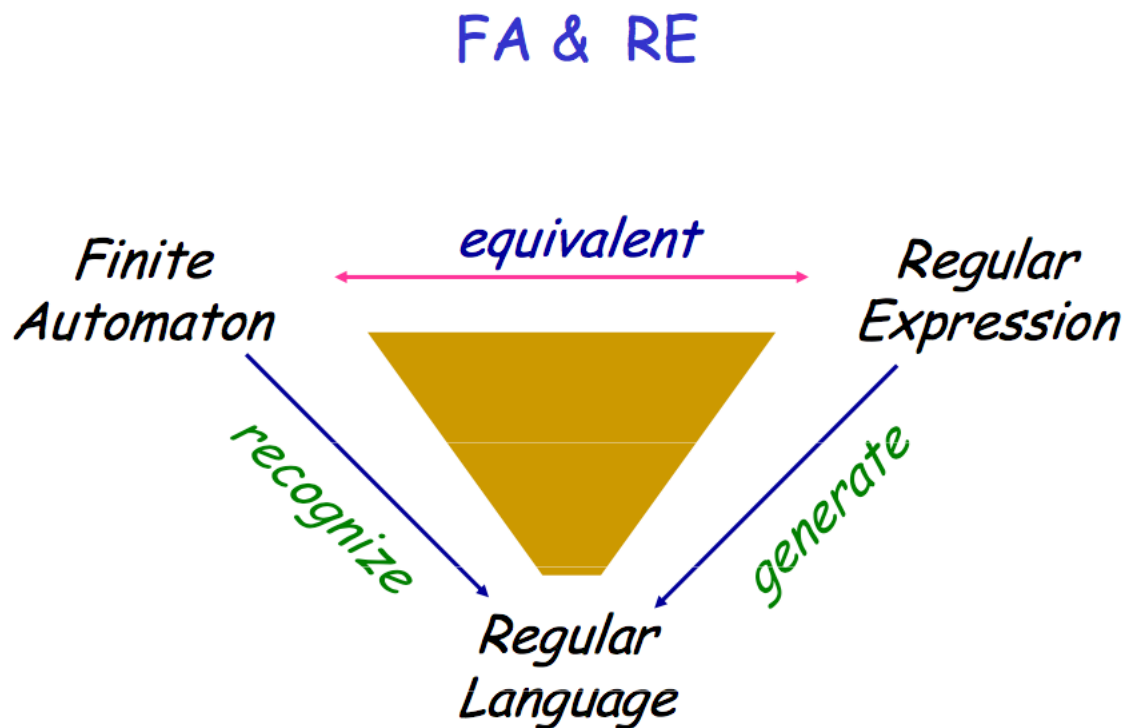 FA & RE
equivalent
Finite
Automaton
Regular
Expression
recognize
generate
Regular
Language